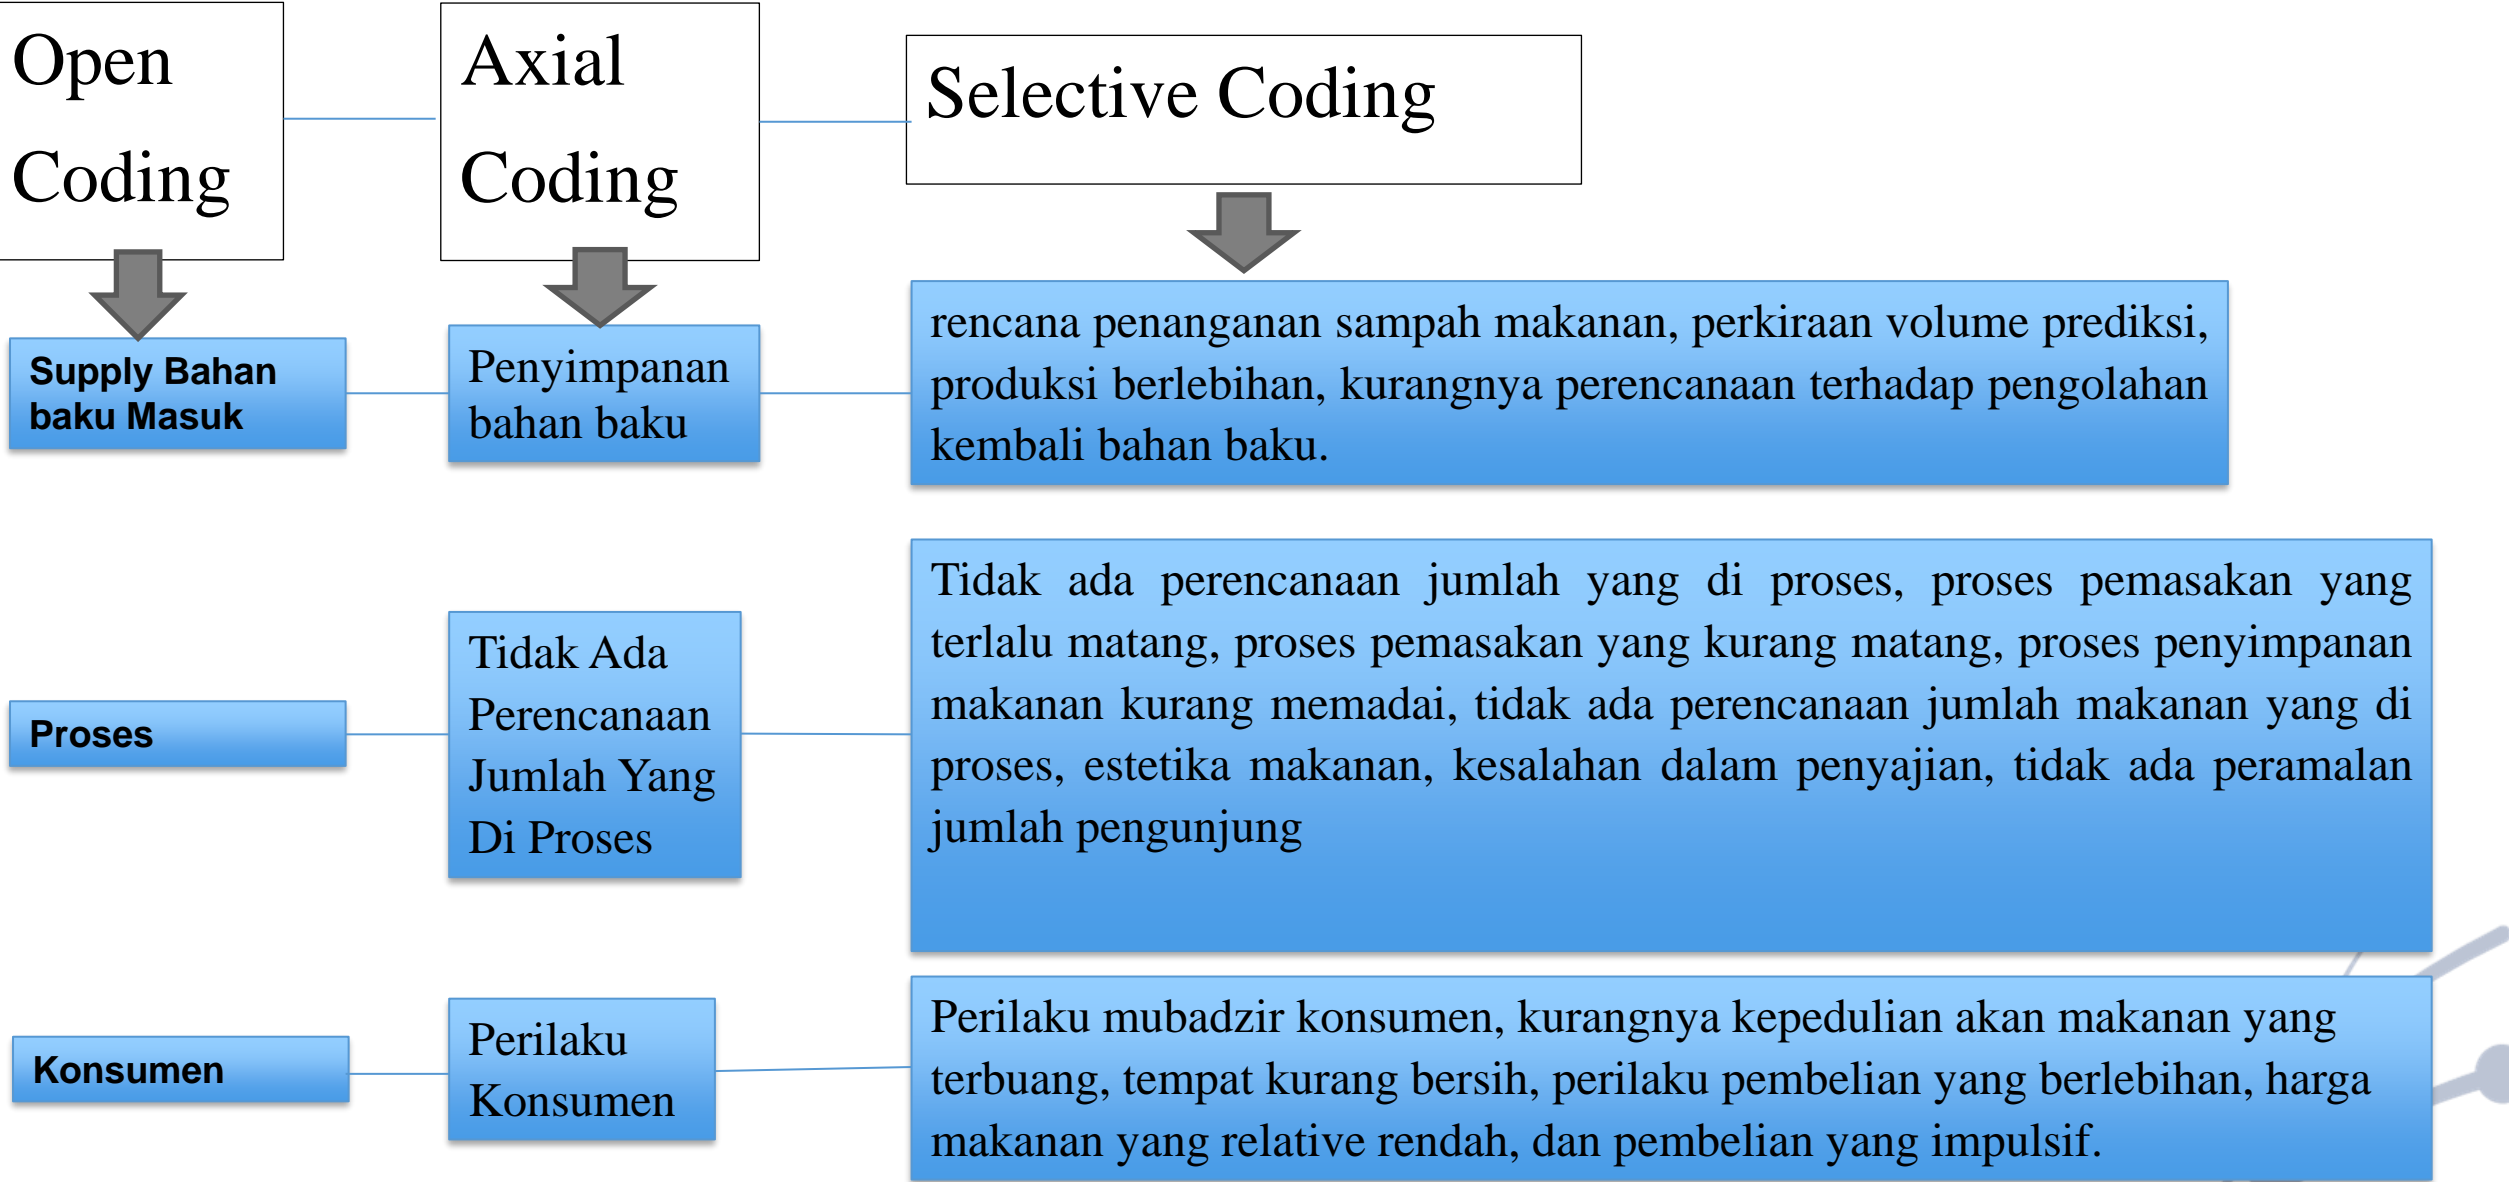 Open
Coding
Axial
Coding
Selective Coding
Supply Bahan
baku Masuk
Penyimpanan
bahan baku
rencana penanganan sampah makanan, perkiraan volume prediksi,
produksi berlebihan, kurangnya perencanaan terhadap pengolahan
kembali bahan baku.
Proses
Tidak Ada
Perencanaan
Jumlah Yang
Di Proses
Tidak ada perencanaan jumlah yang di proses, proses pemasakan yang
terlalu matang, proses pemasakan yang kurang matang, proses penyimpanan
makanan kurang memadai, tidak ada perencanaan jumlah makanan yang di
proses, estetika makanan, kesalahan dalam penyajian, tidak ada peramalan
jumlah pengunjung
Konsumen
Perilaku
Konsumen
Perilaku mubadzir konsumen, kurangnya kepedulian akan makanan yang
terbuang, tempat kurang bersih, perilaku pembelian yang berlebihan, harga
makanan yang relative rendah, dan pembelian yang impulsif.